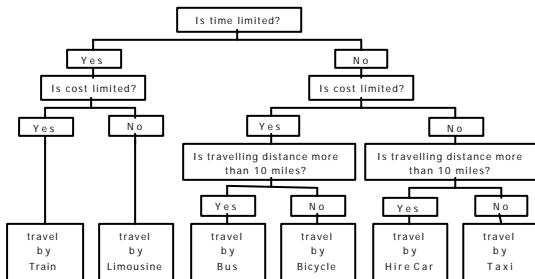 Is time limited?
Yes
No
Is cost limited?
Is cost limited?
Yes
No
Yes
No
Is travelling distance more
than 10 miles?
Is travelling distance more
than 10 miles?
Yes
No
Yes
No
travel
by
Train
travel
by
Limousine
travel
by
Bus
travel
by
Bicycle
travel
by
Hire Car
travel
by
Taxi